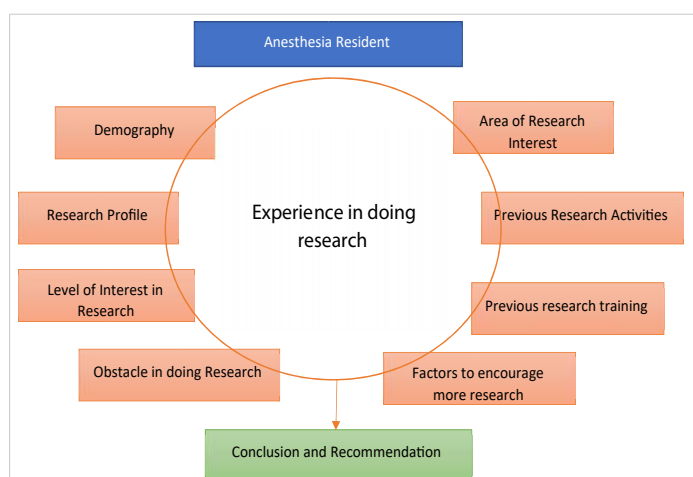 Anesthesia Resident
Demography
Area of Research
Interest
Research Profile
Experience in doing
research
Previous Research Activities
Level of Interest in
Research
Previous research training
Obstacle in doing Research
Factors to encourage
more research
Conclusion and Recommendation